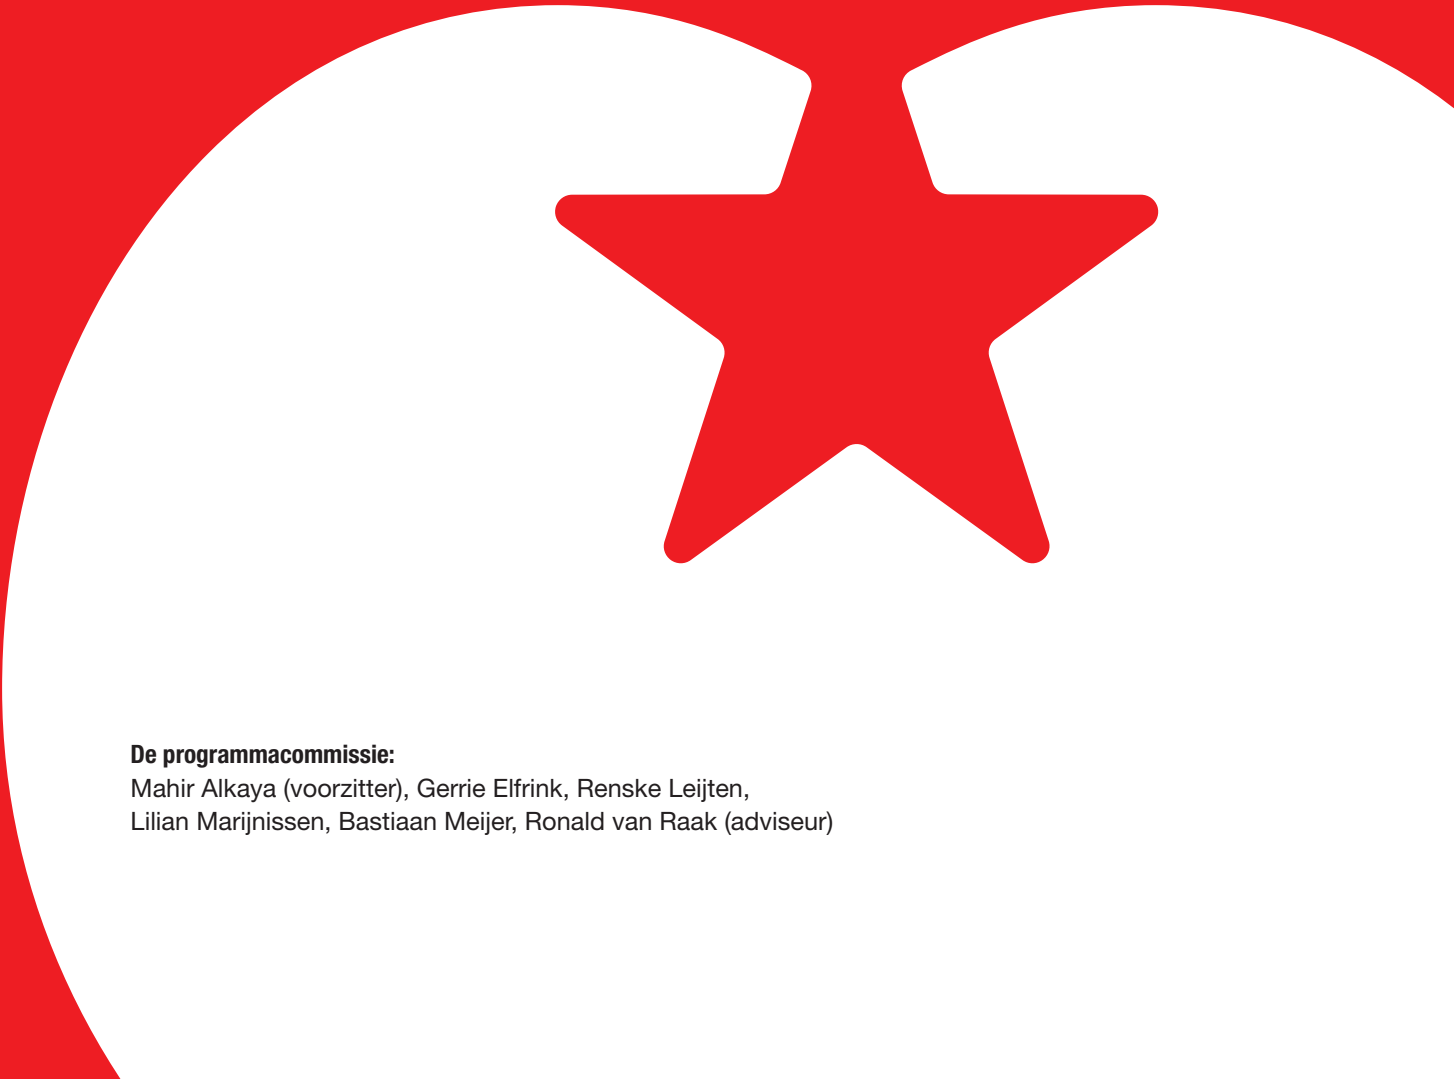 De programmacommissie:
Mahir Alkaya (voorzitter), Gerrie Elfrink, Renske Leijten,
Lilian Marijnissen, Bastiaan Meijer, Ronald van Raak (adviseur)